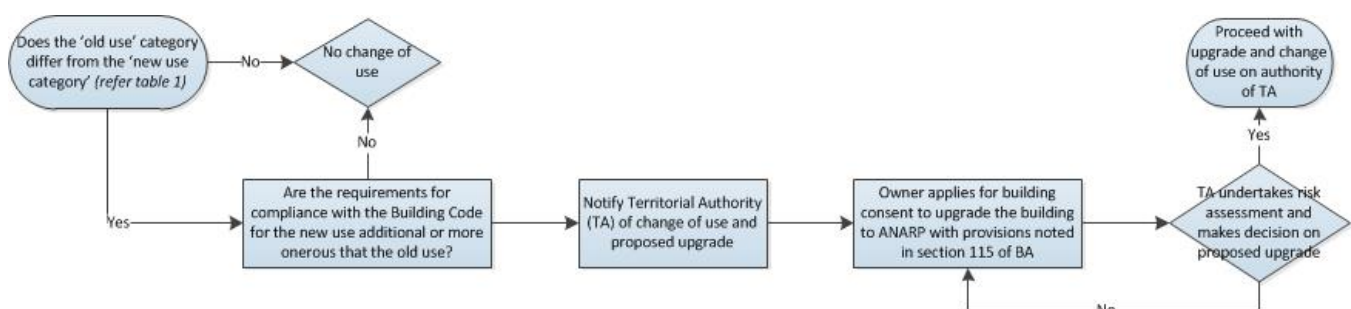 Does the 'old use' category
differ from the 'new use
category' (refer table 1)
No
No change of
use
Proceed with
upgrade and change
of use on authority
of TA
No
Yes
Yes
Are the requirements for
compliance with the Building Code
for the new use additional or more
onerous that the old use?
Notify Territorial Authority
(TA) of change of use and
proposed upgrade
Owner applies for building
consent to upgrade the building
to ANARP with provisions noted
in section 115 of BA
TA undertakes risk
assessment and
makes decision on
proposed upgrade
No